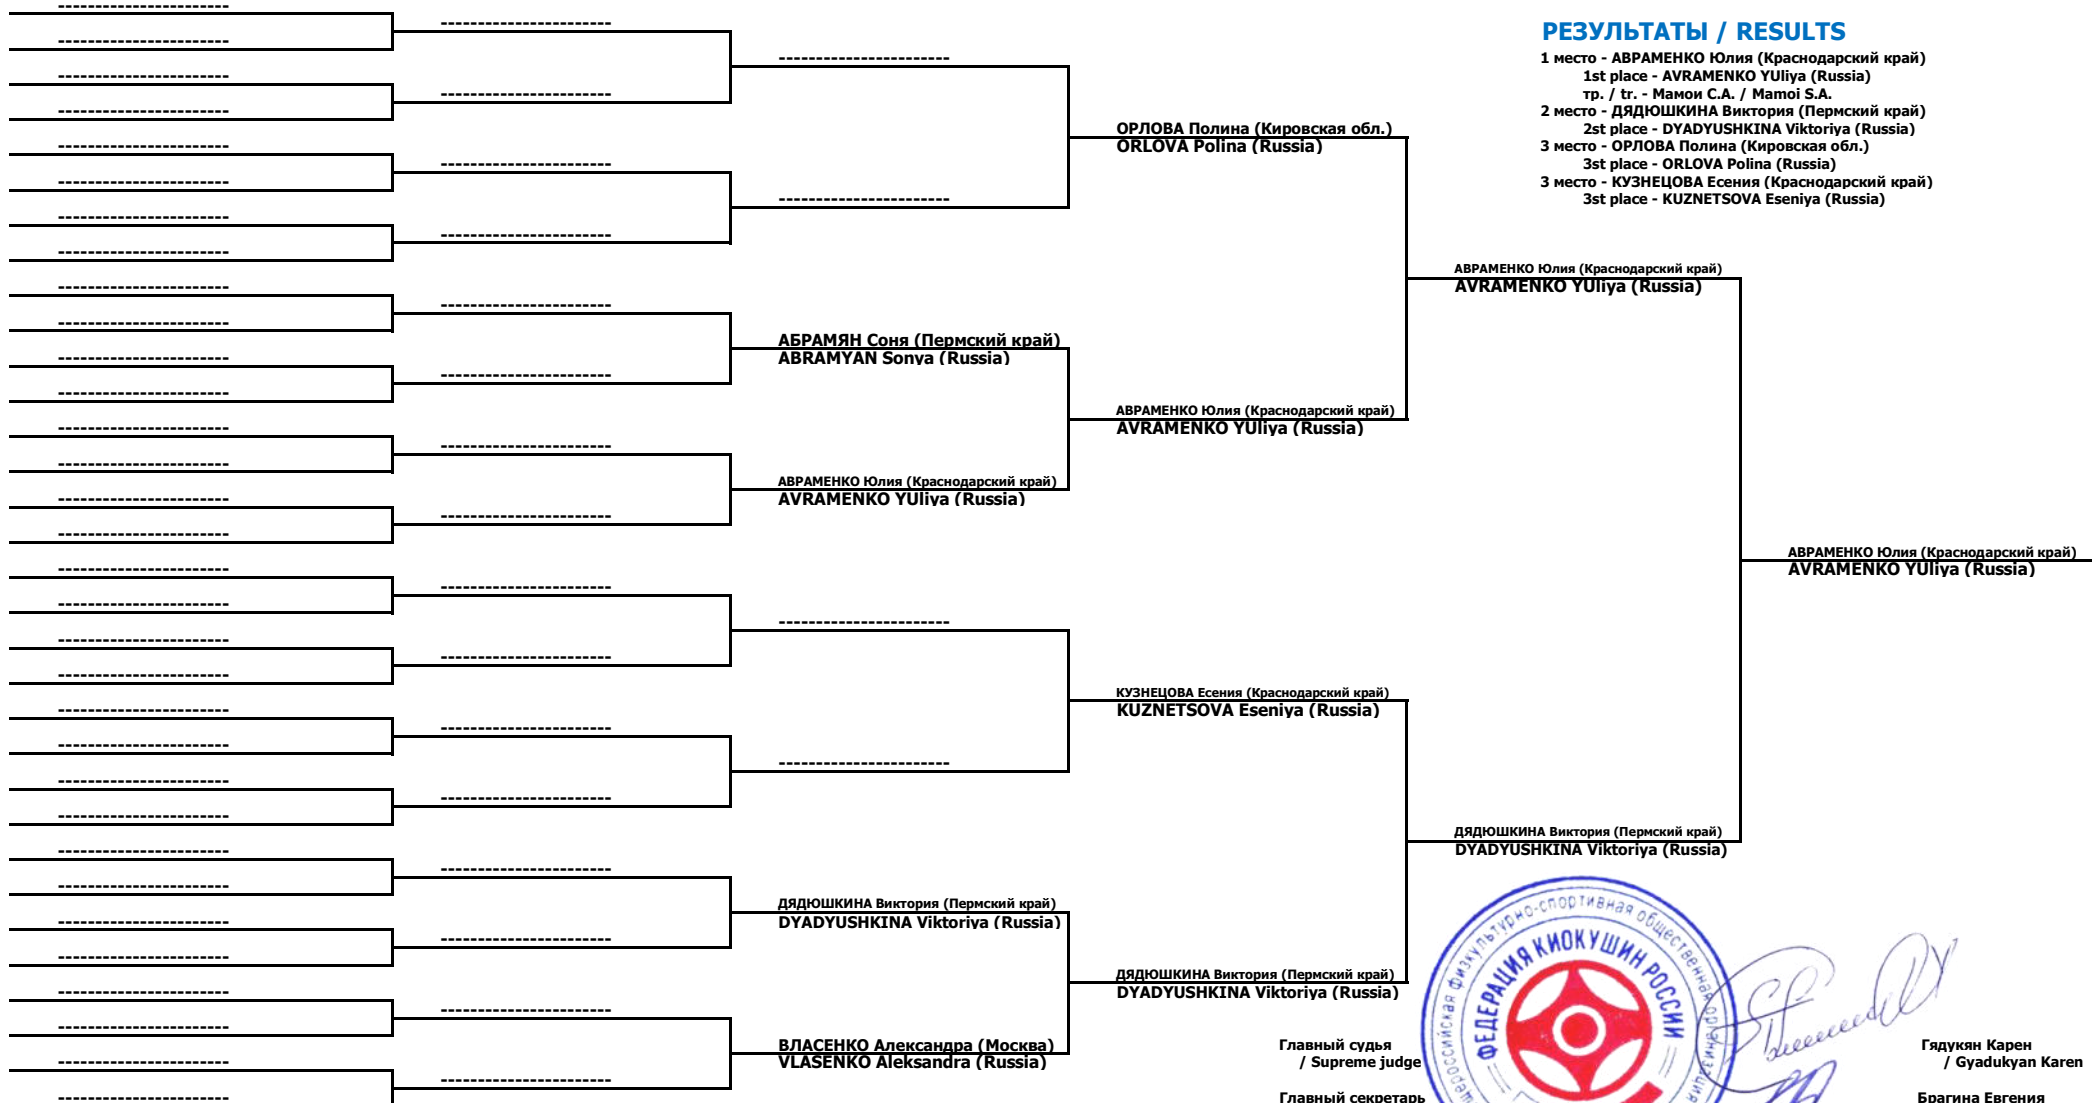 РЕЗУЛЬТАТЫ / RESULTS
1 место - АВРАМЕНКО Юлия (Краснодарский край)
1st place - AVRAMENKO YUliya (Russia)
тр. / tr. - Мамои С.А. / Mamoi S.A.
2 место - ДЯДЮШКИНА Виктория (Пермский край)
2st place - DYADYUSHKINA Viktoriya (Russia)
3 место - ОРЛОВА Полина (Кировская обл.)
3st place - ORLOVA Polina (Russia)
3 место - КУЗНЕЦОВА Есения (Краснодарский край)
3st place - KUZNETSOVA Eseniya (Russia)
АБРАМЯН Соня (Пермский край)
ABRAMYAN Sonya (Russia)
АВРАМЕНКО Юлия (Краснодарский край)
AVRAMENKO YUliya (Russia)
ДЯДЮШКИНА Виктория (Пермский край)
DYADYUSHKINA Viktoriya (Russia)
ВЛАСЕНКО Александра (Москва)
VLASENKO Aleksandra (Russia)
ОРЛОВА Полина (Кировская обл.)
ORLOVA Polina (Russia)
АВРАМЕНКО Юлия (Краснодарский край)
AVRAMENKO YUliya (Russia)
КУЗНЕЦОВА Есения (Краснодарский край)
KUZNETSOVA Eseniya (Russia)
ДЯДЮШКИНА Виктория (Пермский край)
DYADYUSHKINA Viktoriya (Russia)
АВРАМЕНКО Юлия (Краснодарский край)
AVRAMENKO YUliya (Russia)
ДЯДЮШКИНА Виктория (Пермский край)
DYADYUSHKINA Viktoriya (Russia)
АВРАМЕНКО Юлия (Краснодарский край)
AVRAMENKO YUliya (Russia)
физкультурно-спортивная общественная организация
ФЕДЕРАЦИЯ КИОКУШИН РОССИИ
Главный судья
/ Supreme judge
Гядукян Карен
/ Gyadukyan Karen
Главный секретарь
Брагина Евгения